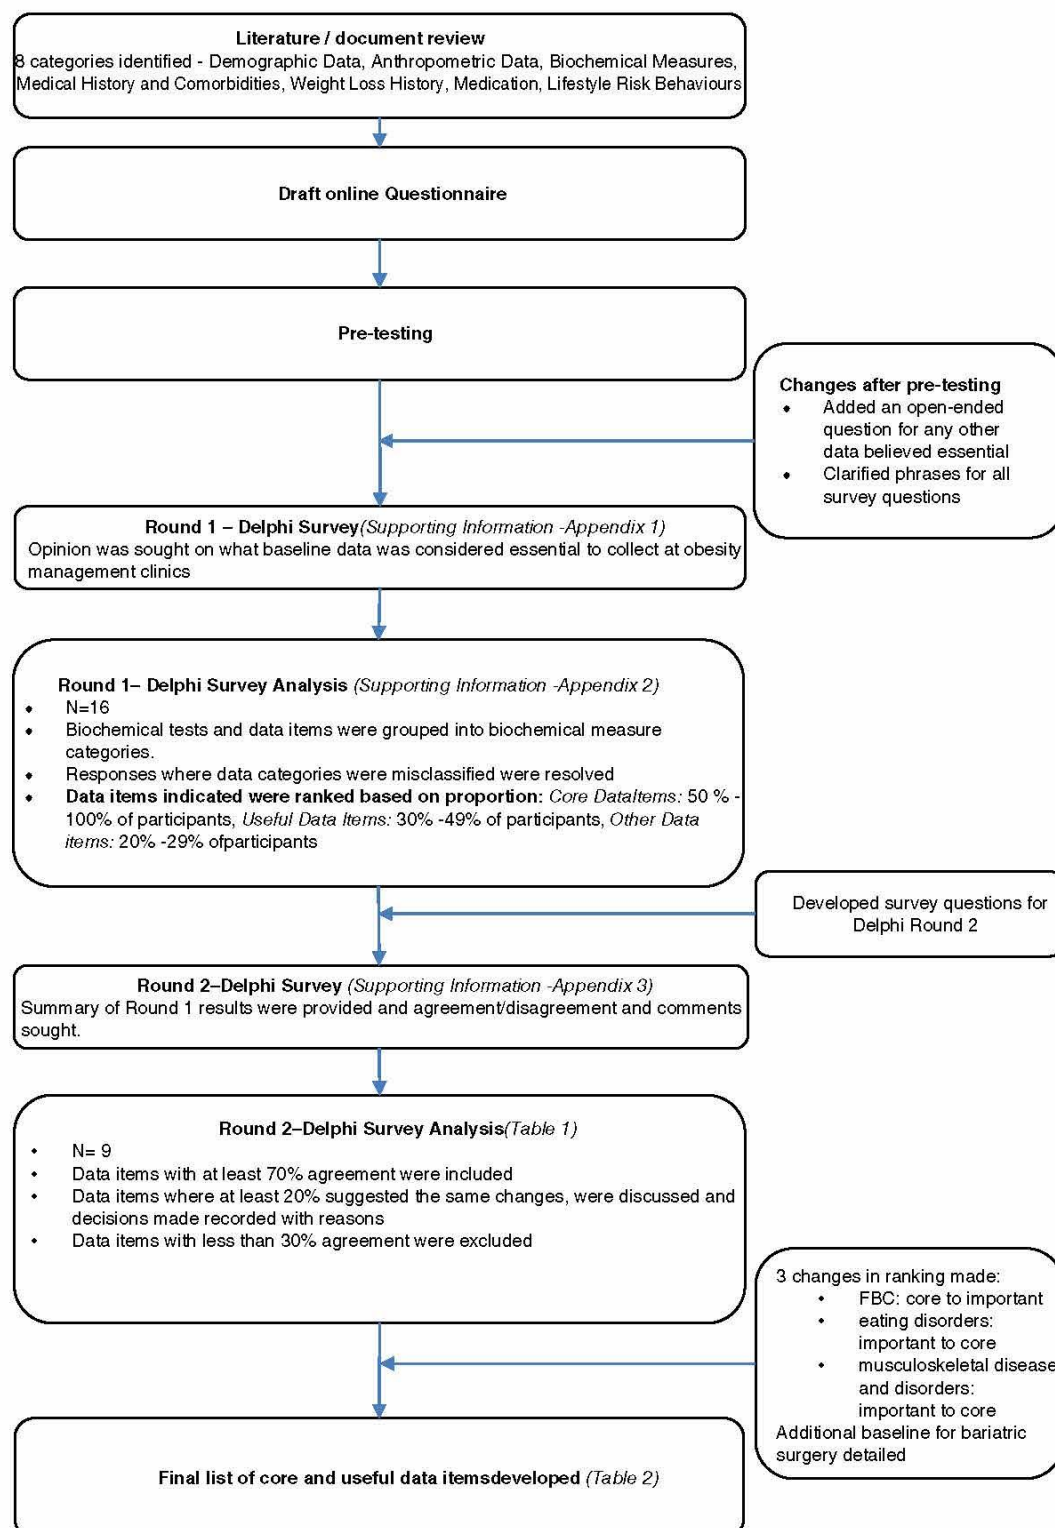 Literature / document review
8 categories identified - Demographic Data, Anthropometric Data, Biochemical Measures,
Medical History and Comorbidities, Weight Loss History, Medication, Lifestyle Risk Behaviours
Draft online Questionnaire
Pre-testing
Changes after pre-testing
• Added an open-ended
question for any other
data believed essential
• Clarified phrases for all
survey questions
Round 1 – Delphi Survey(Supporting Information -Appendix 1)
Opinion was sought on what baseline data was considered essential to collect at obesity
management clinics
Round 1– Delphi Survey Analysis (Supporting Information -Appendix 2)
• N=16
• Biochemical tests and data items were grouped into biochemical measure
categories.
• Responses where data categories were misclassified were resolved
• Data items indicated were ranked based on proportion: Core DataItems: 50 % -
100% of participants, Useful Data Items: 30% -49% of participants, Other Data
items: 20% -29% ofparticipants
Developed survey questions for
Delphi Round 2
Round 2–Delphi Survey (Supporting Information -Appendix 3)
Summary of Round 1 results were provided and agreement/disagreement and comments
sought.
Round 2–Delphi Survey Analysis(Table 1)
• N= 9
• Data items with at least 70% agreement were included
• Data items where at least 20% suggested the same changes, were discussed and
decisions made recorded with reasons
• Data items with less than 30% agreement were excluded
3 changes in ranking made:
• FBC: core to important
• eating disorders:
important to core
• musculoskeletal disease
and disorders:
important to core
Additional baseline for bariatric
surgery detailed
Final list of core and useful data itemsdeveloped (Table 2)